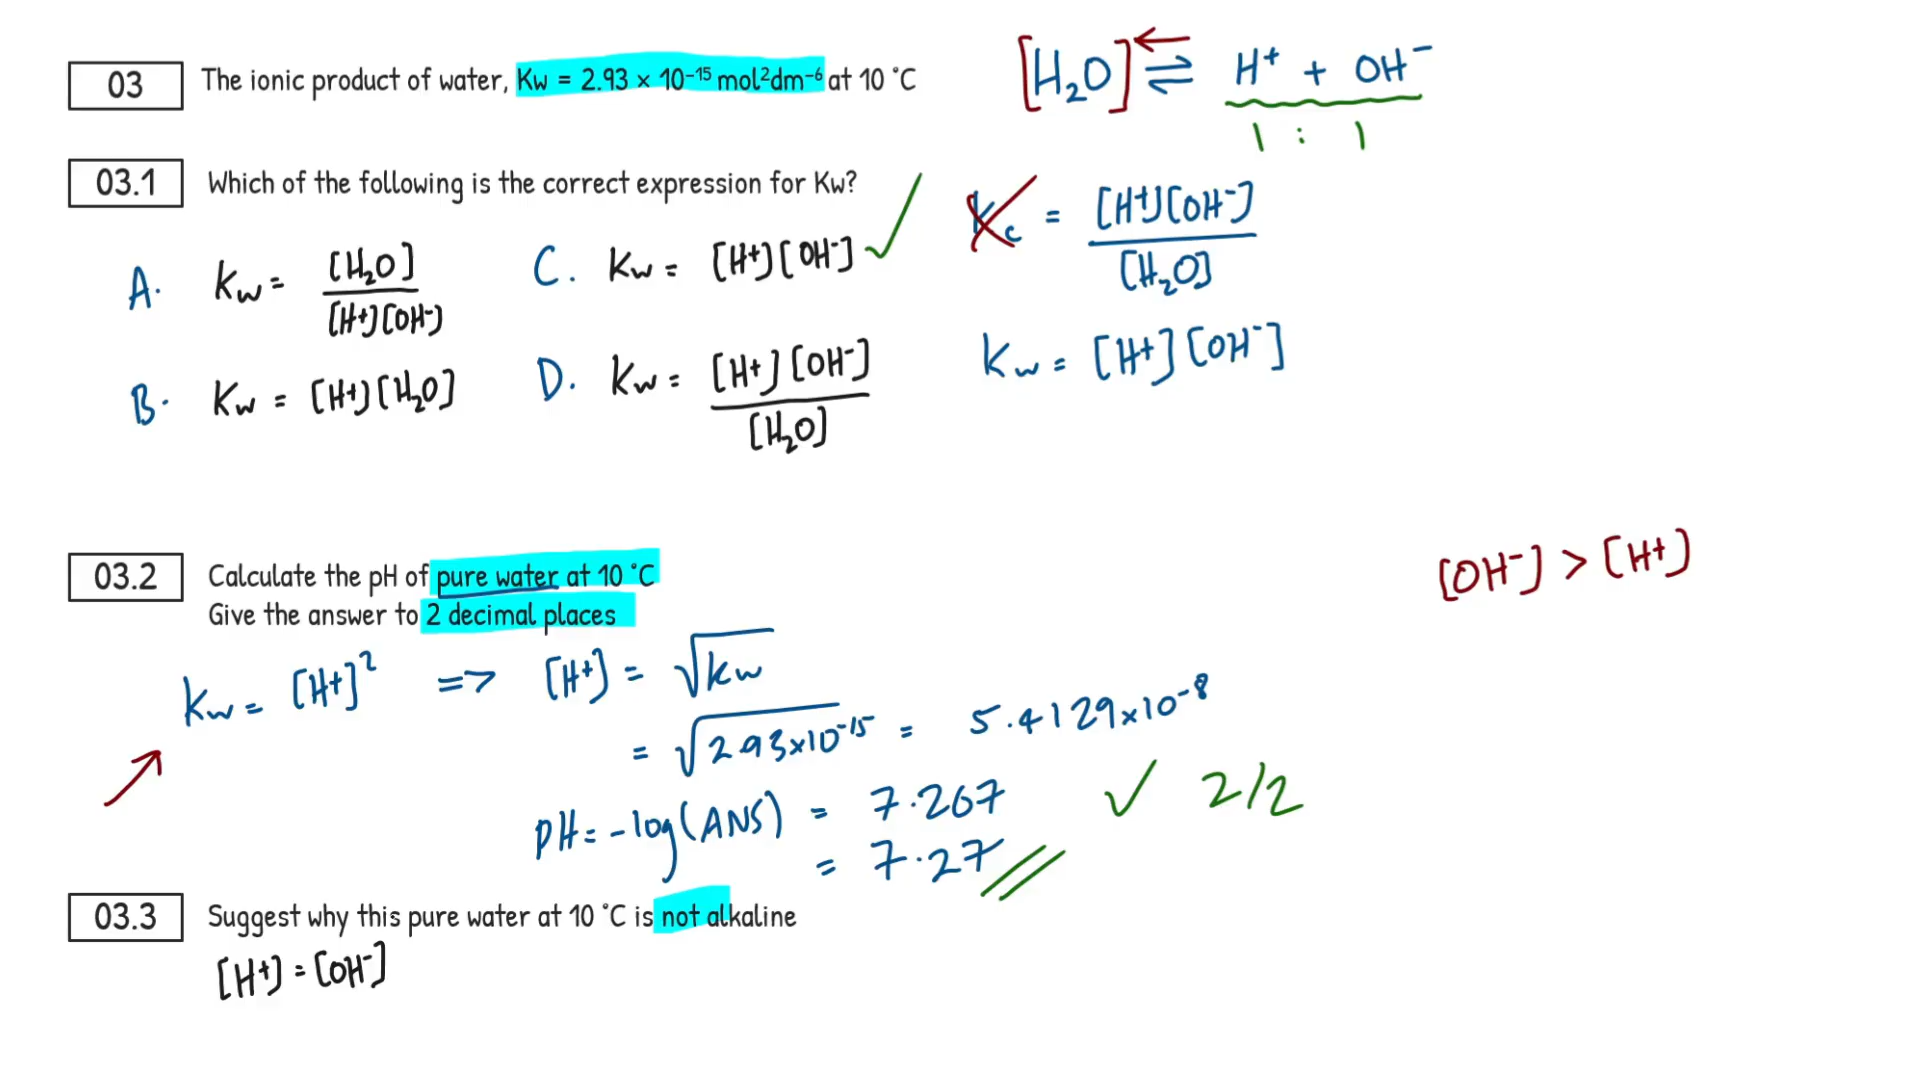 03 The ionic product of water, Kw = 2.93 × 10⁻¹⁵ mol²dm⁻⁶ at 10 °C
[H₂O] ⇌ H⁺ + OH⁻
1 : 1
03.1 Which of the following is the correct expression for Kw?
A. Kw = [H₂O] / [H⁺][OH⁻]
B. Kw = [H⁺][H₂O]
C. Kw = [H⁺][OH⁻] ✓
D. Kw = [H⁺][OH⁻] / [H₂O]
Kc = [H⁺][OH⁻] / [H₂O]
Kw = [H⁺][OH⁻]
03.2 Calculate the pH of pure water at 10 °C
Give the answer to 2 decimal places
[OH⁻] > [H⁺]
Kw = [H⁺]² => [H⁺] = √Kw
= √2.93×10⁻¹⁵ = 5.4129×10⁻⁸
pH = -log(ANS) = 7.267 ✓ 2/2
= 7.27
03.3 Suggest why this pure water at 10 °C is not alkaline
[H⁺] = [OH⁻]